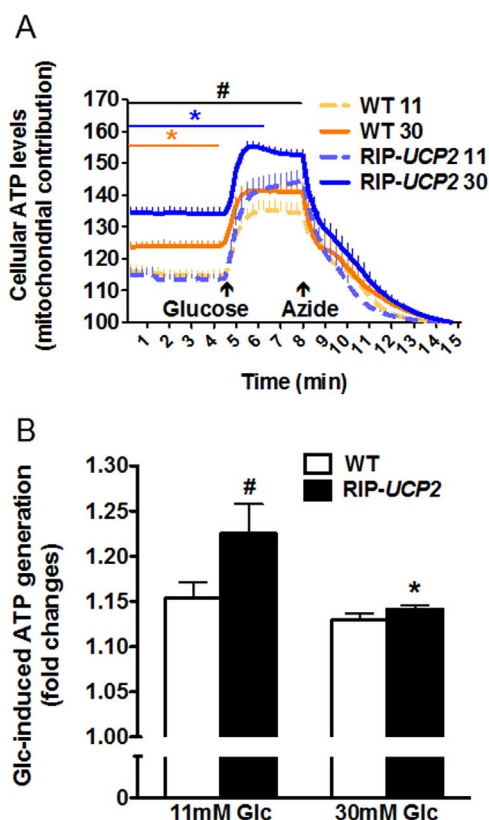 A
Cellular ATP levels
(mitochondrial contribution)
170
160
150
140
130
120
110
100
#
*
*
WT 11
WT 30
RIP-UCP2 11
RIP-UCP2 30
Glucose
Azide
1 2 3 4 5 6 7 8 9 10 11 12 13 14 15
Time (min)
B
Glc-induced ATP generation
(fold changes)
1.30
1.25
1.20
1.15
1.10
1.05
1.00
0
WT
RIP-UCP2
#
*
11mM Glc
30mM Glc